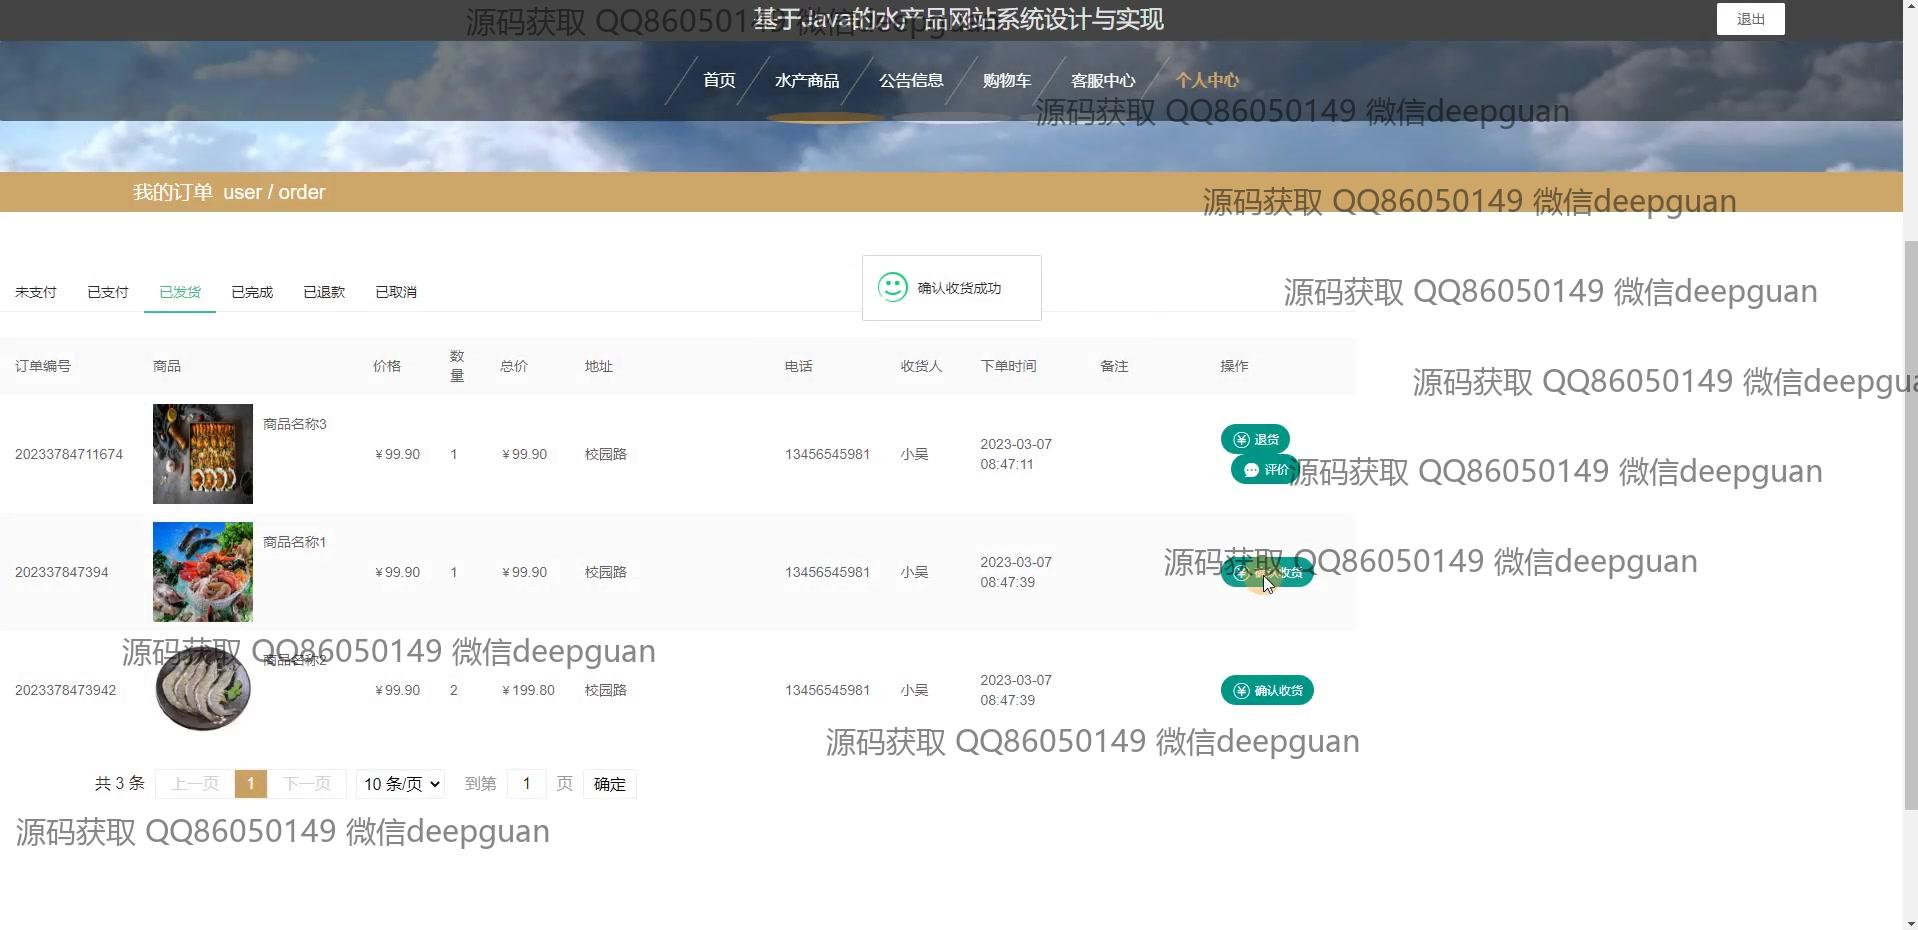 基于Java的水产品网站系统设计与实现
源码获取 QQ86050149 微信deepguan
退出
首页 水产商品 公告信息 购物车 客服中心 个人中心
源码获取 QQ86050149 微信deepguan
我的订单 user / order
源码获取 QQ86050149 微信deepguan
未支付 已支付 已发货 已完成 已退款 已取消
确认收货成功
源码获取 QQ86050149 微信deepguan
订单编号 商品 价格 数量 总价 地址 电话 收货人 下单时间 备注 操作
源码获取 QQ86050149 微信deepgua
20233784711674 商品名称3 ￥99.90 1 ￥99.90 校园路 13456545981 小吴 2023-03-07 08:47:11 退货 评价
源码获取 QQ86050149 微信deepguan
202337847394 商品名称1 ￥99.90 1 ￥99.90 校园路 13456545981 小吴 2023-03-07 08:47:39 确认收货
源码获取 QQ86050149 微信deepguan
源码获取 QQ86050149 微信deepguan
2023378473942 商品名称2 ￥99.90 2 ￥199.80 校园路 13456545981 小吴 2023-03-07 08:47:39 确认收货
源码获取 QQ86050149 微信deepguan
共 3 条 上一页 1 下一页 10 条/页 到第 1 页 确定
源码获取 QQ86050149 微信deepguan